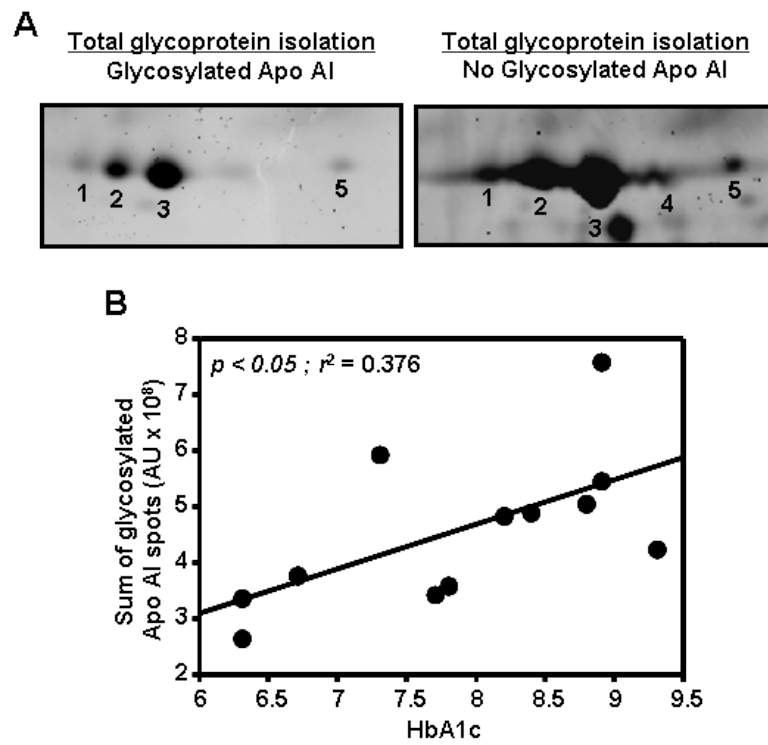 A
Total glycoprotein isolation
Glycosylated Apo AI
1 2 3 5
Total glycoprotein isolation
No Glycosylated Apo AI
1 2 3 4 5
B
p < 0.05 ; r² = 0.376
Sum of glycosylated
Apo AI spots (AU x 10⁸)
8
7
6
5
4
3
2
6 6.5 7 7.5 8 8.5 9 9.5
HbA1c